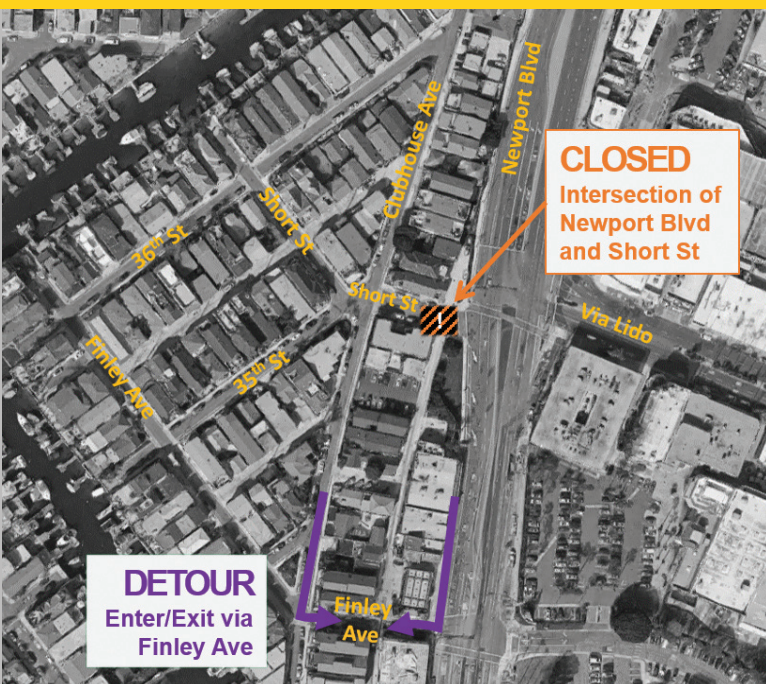 Newport Blvd
Clubhouse Ave
CLOSED
Intersection of
Newport Blvd
and Short St
Short St
36th St
Short St
!
Via Lido
Finley Ave
35th St
DETOUR
Enter/Exit via
Finley Ave
Finley
Ave